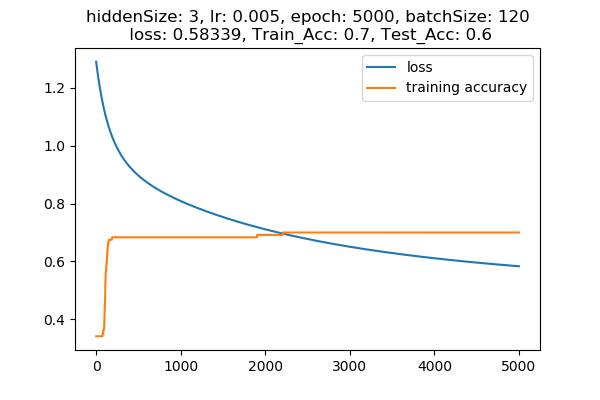 hiddenSize: 3, lr: 0.005, epoch: 5000, batchSize: 120
loss: 0.58339, Train_Acc: 0.7, Test_Acc: 0.6
loss
training accuracy
1.2
1.0
0.8
0.6
0.4
0 1000 2000 3000 4000 5000